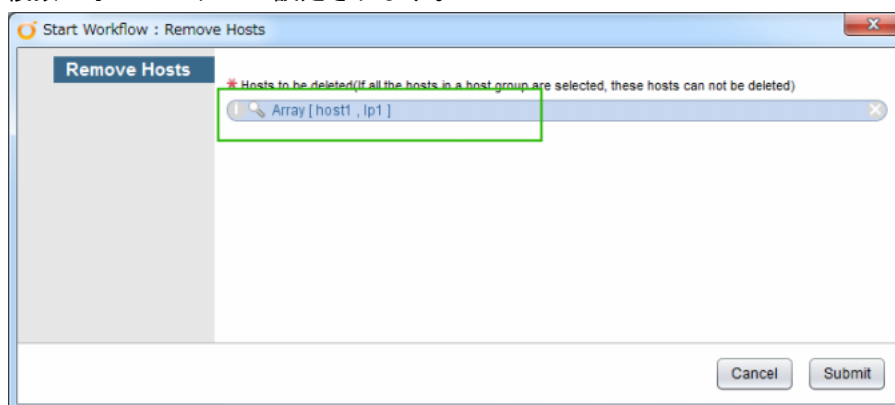 Start Workflow : Remove Hosts
Remove Hosts
* Hosts to be deleted(If all the hosts in a host group are selected, these hosts can not be deleted)
Array [ host1 , lp1 ]
Cancel
Submit